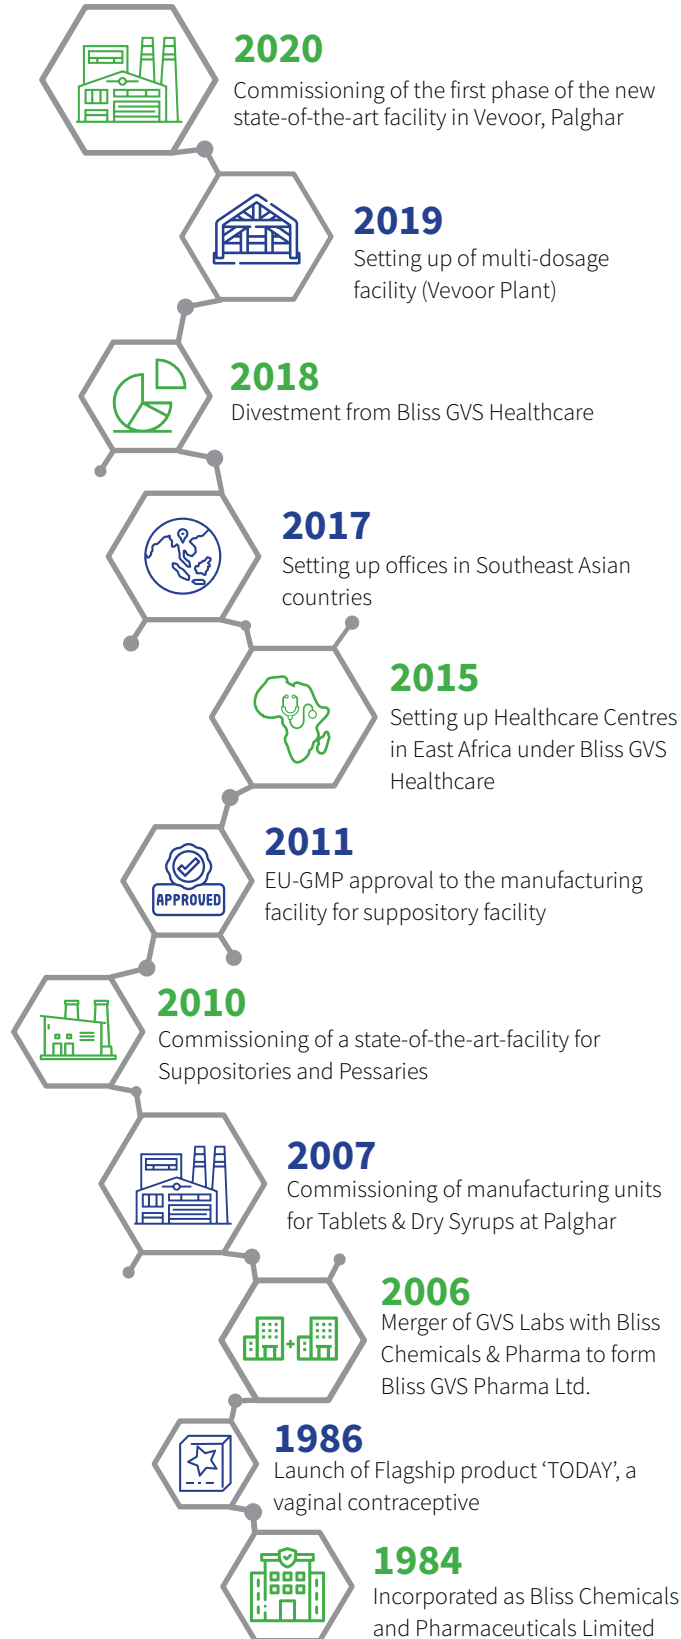 2020
Commissioning of the first phase of the new
state-of-the-art facility in Vevoor, Palghar
2019
Setting up of multi-dosage
facility (Vevoor Plant)
2018
Divestment from Bliss GVS Healthcare
2017
Setting up offices in Southeast Asian
countries
2015
Setting up Healthcare Centres
in East Africa under Bliss GVS
Healthcare
2011
EU-GMP approval to the manufacturing
facility for suppository facility
APPROVED
2010
Commissioning of a state-of-the-art-facility for
Suppositories and Pessaries
2007
Commissioning of manufacturing units
for Tablets & Dry Syrups at Palghar
2006
Merger of GVS Labs with Bliss
Chemicals & Pharma to form
Bliss GVS Pharma Ltd.
1986
Launch of Flagship product ‘TODAY’, a
vaginal contraceptive
1984
Incorporated as Bliss Chemicals
and Pharmaceuticals Limited